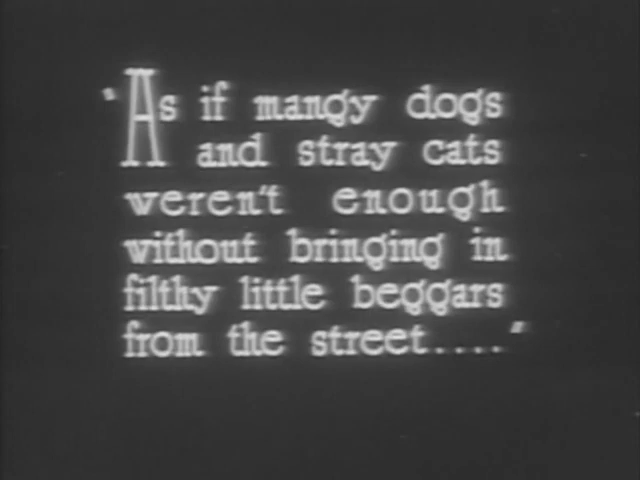 "As if mangy dogs
and stray cats
weren't enough
without bringing in
filthy little beggars
from the street...."